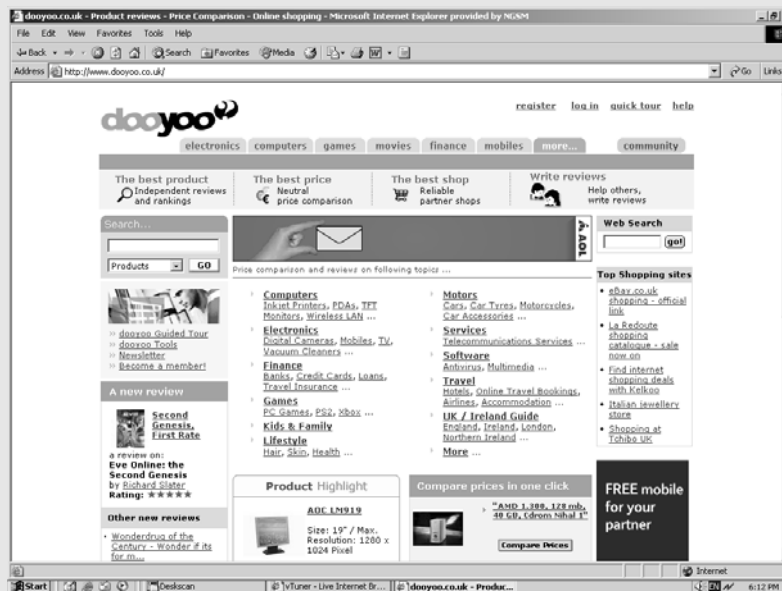 dooyoo.co.uk - Product reviews - Price Comparison - Online shopping - Microsoft Internet Explorer provided by NGSM
File Edit View Favorites Tools Help
Back Search Favorites Media
Address http://www.dooyoo.co.uk/ Go Links
dooyoo
register log in quick tour help
electronics computers games movies finance mobiles more... community
The best product
Independent reviews
and rankings
The best price
Neutral
price comparison
The best shop
Reliable
partner shops
Write reviews
Help others,
write reviews
Search...
Products GO
dooyoo Guided Tour
dooyoo Tools
Newsletter
Become a member!
A new review
Second
Genesis,
First Rate
a review on:
Eve Online: the
Second Genesis
by Richard Slater
Rating: ★★★★★
Other new reviews
Wonderdrug of the
Century - Wonder if its
for m...
AOL
Price comparison and reviews on following topics ...
Computers
Inkjet Printers, PDAs, TFT
Monitors, Wireless LAN ...
Electronics
Digital Cameras, Mobiles, TV,
Vacuum Cleaners ...
Finance
Banks, Credit Cards, Loans,
Travel Insurance ...
Games
PC Games, PS2, Xbox ...
Kids & Family
Lifestyle
Hair, Skin, Health ...
Motors
Cars, Car Tyres, Motorcycles,
Car Accessories ...
Services
Telecommunications Services ...
Software
Antivirus, Multimedia ...
Travel
Hotels, Online Travel Bookings,
Airlines, Accommodation ...
UK / Ireland Guide
England, Ireland, London,
Northern Ireland ...
More ...
Product Highlight
AOC LM919
Size: 19" / Max.
Resolution: 1280 x
1024 Pixel
Compare prices in one click
"AMD 1.300, 128 mb,
40 GB, Cdrom Nihal 1"
Compare Prices
Web Search
go!
Top Shopping sites
eBay.co.uk
shopping - official
link
La Redoute
shopping
catalogue - sale
now on
Find internet
shopping deals
with Kelkoo
Italian jewellery
store
Shopping at
Tchibo UK
FREE mobile
for your
partner
Internet
Start Deskscan vTuner - Live Internet Br... dooyoo.co.uk - Produc... EN 6:12 PM